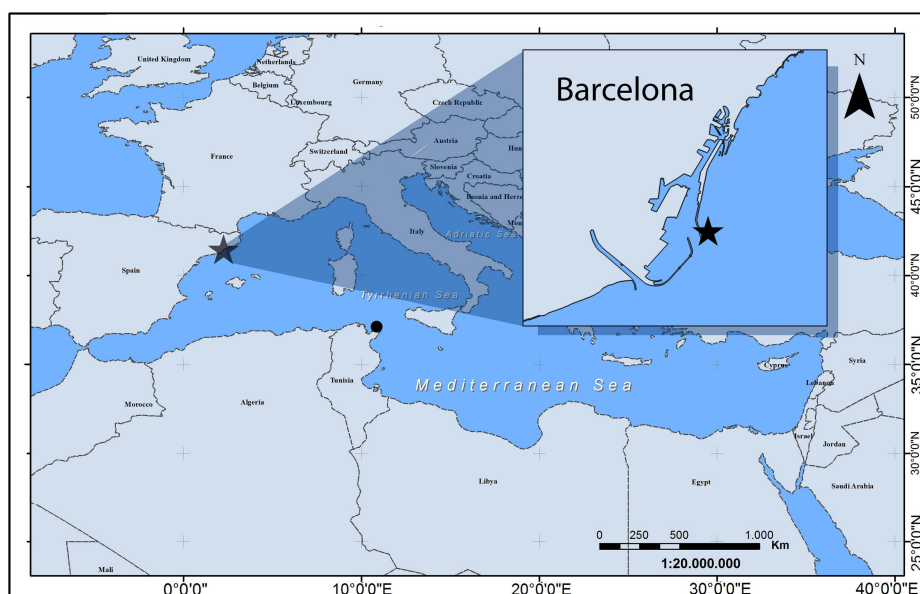 United Kingdom
Netherlands
Belgium
Germany
Luxembourg
Czech Republic
France
Switzerland
Austria
Slovenia
Croatia
Bosnia and Herze
Italy
Adriatic Sea
Spain
Tyrrhenian Sea
Barcelona
N
Mediterranean Sea
Cyprus
Syria
Lebanon
Israel
Jordan
Saudi Arabia
Morocco
Algeria
Tunisia
Libya
Egypt
Mali
0 250 500 1.000
Km
1:20.000.000
0°0'0"E 10°0'0"E 20°0'0"E 30°0'0"E 40°0'0"E
50°0'0"N
45°0'0"N
40°0'0"N
35°0'0"N
30°0'0"N
25°0'0"N